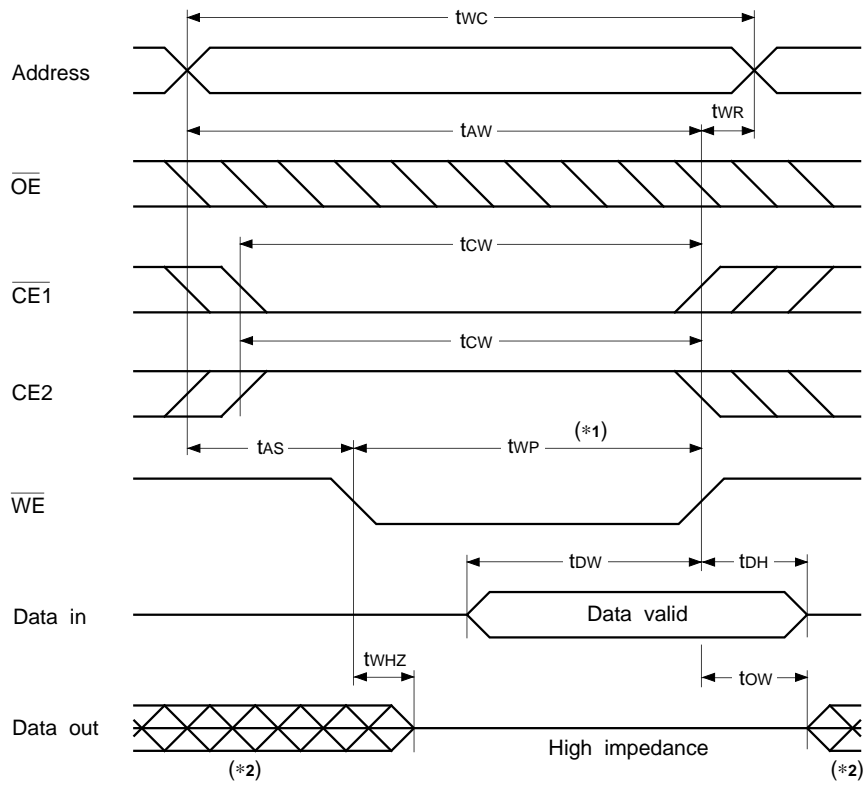 tWC
Address
tAW
tWR
OE
tCW
CE1
tCW
CE2
tAS
tWP
(*1)
WE
tDW
tDH
Data in
Data valid
tWHZ
tOW
Data out
High impedance
(*2)
(*2)